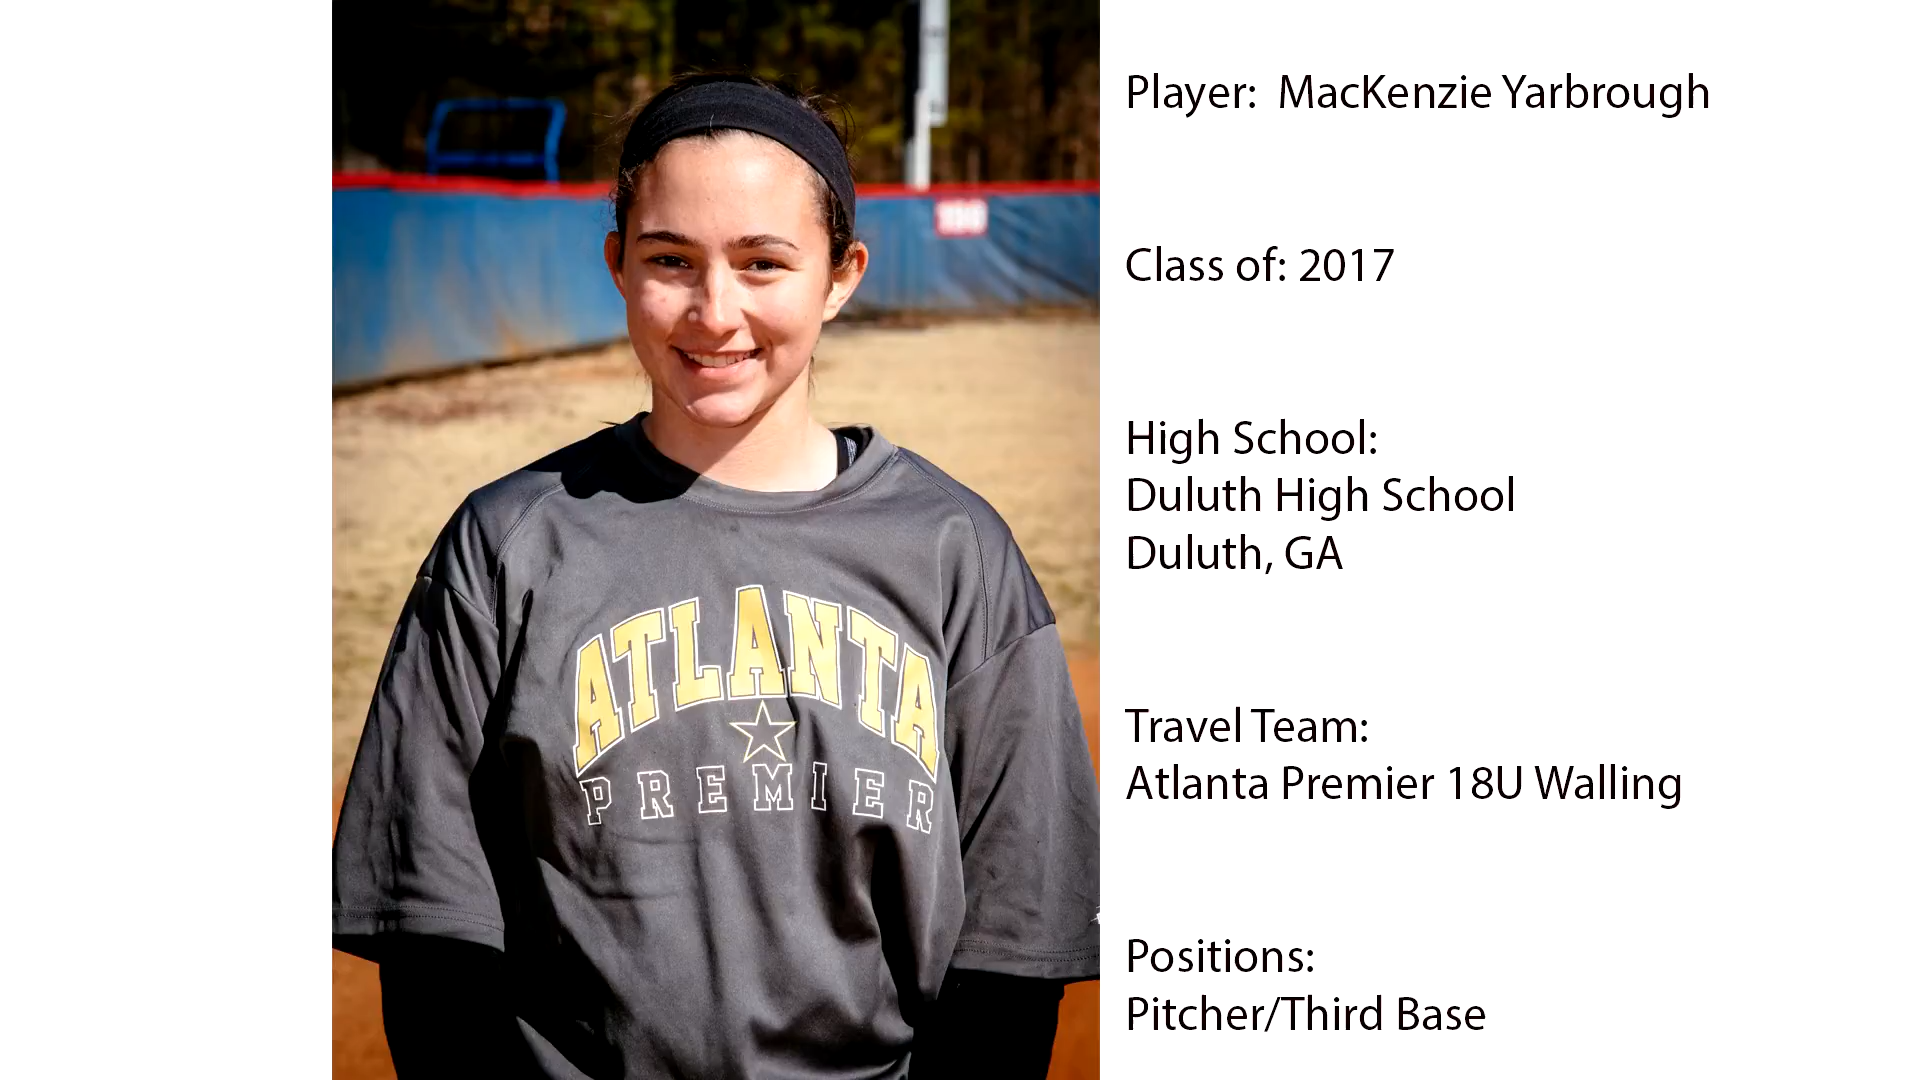 Player:  MacKenzie Yarbrough
Class of: 2017
High School:
Duluth High School
Duluth, GA
Travel Team:
Atlanta Premier 18U Walling
Positions:
Pitcher/Third Base
ATLANTA
PREMIER